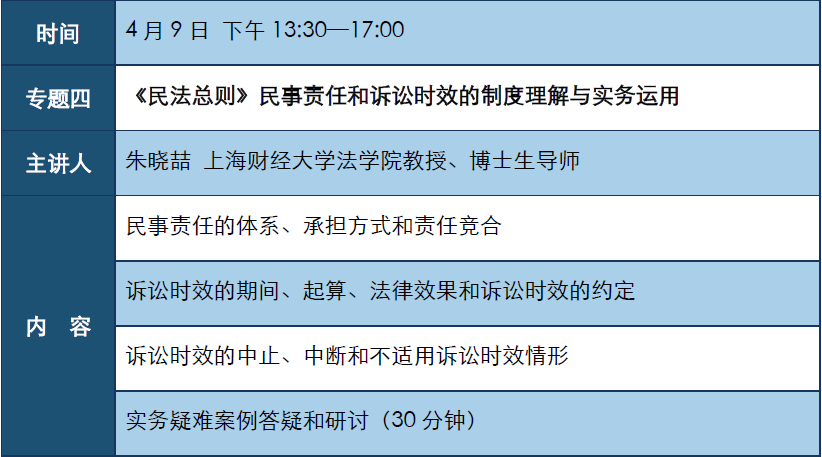 时间
4月9日 下午 13:30—17:00
专题四
《民法总则》民事责任和诉讼时效的制度理解与实务运用
主讲人
朱晓喆 上海财经大学法学院教授、博士生导师
内 容
民事责任的体系、承担方式和责任竞合
诉讼时效的期间、起算、法律效果和诉讼时效的约定
诉讼时效的中止、中断和不适用诉讼时效情形
实务疑难案例答疑和研讨（30分钟）